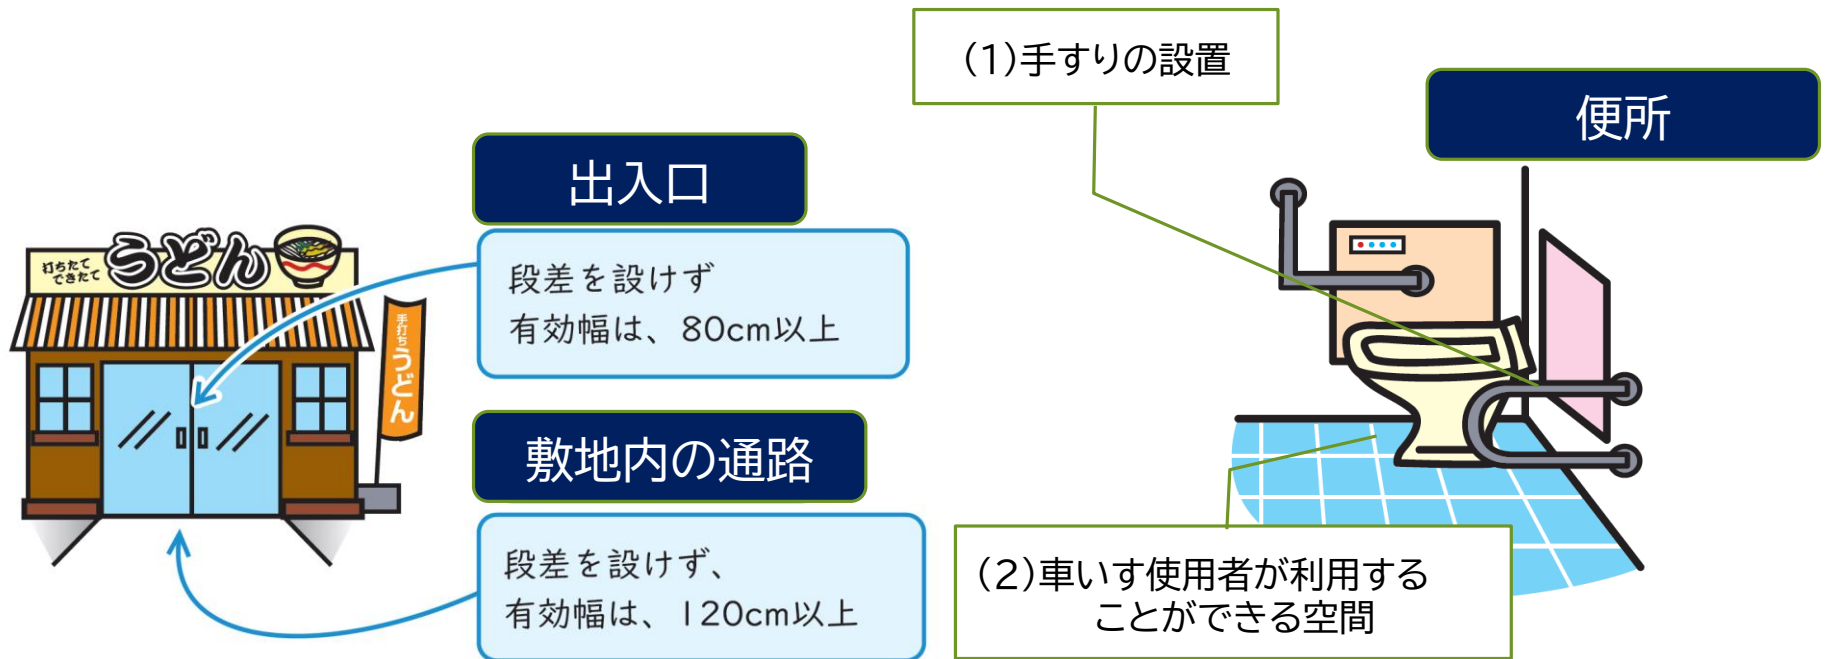 打ちたて
できたて
うどん
手打ち
うどん
出入口
段差を設けず
有効幅は、80cm以上
敷地内の通路
段差を設けず、
有効幅は、120cm以上
(1)手すりの設置
便所
(2)車いす使用者が利用する
ことができる空間